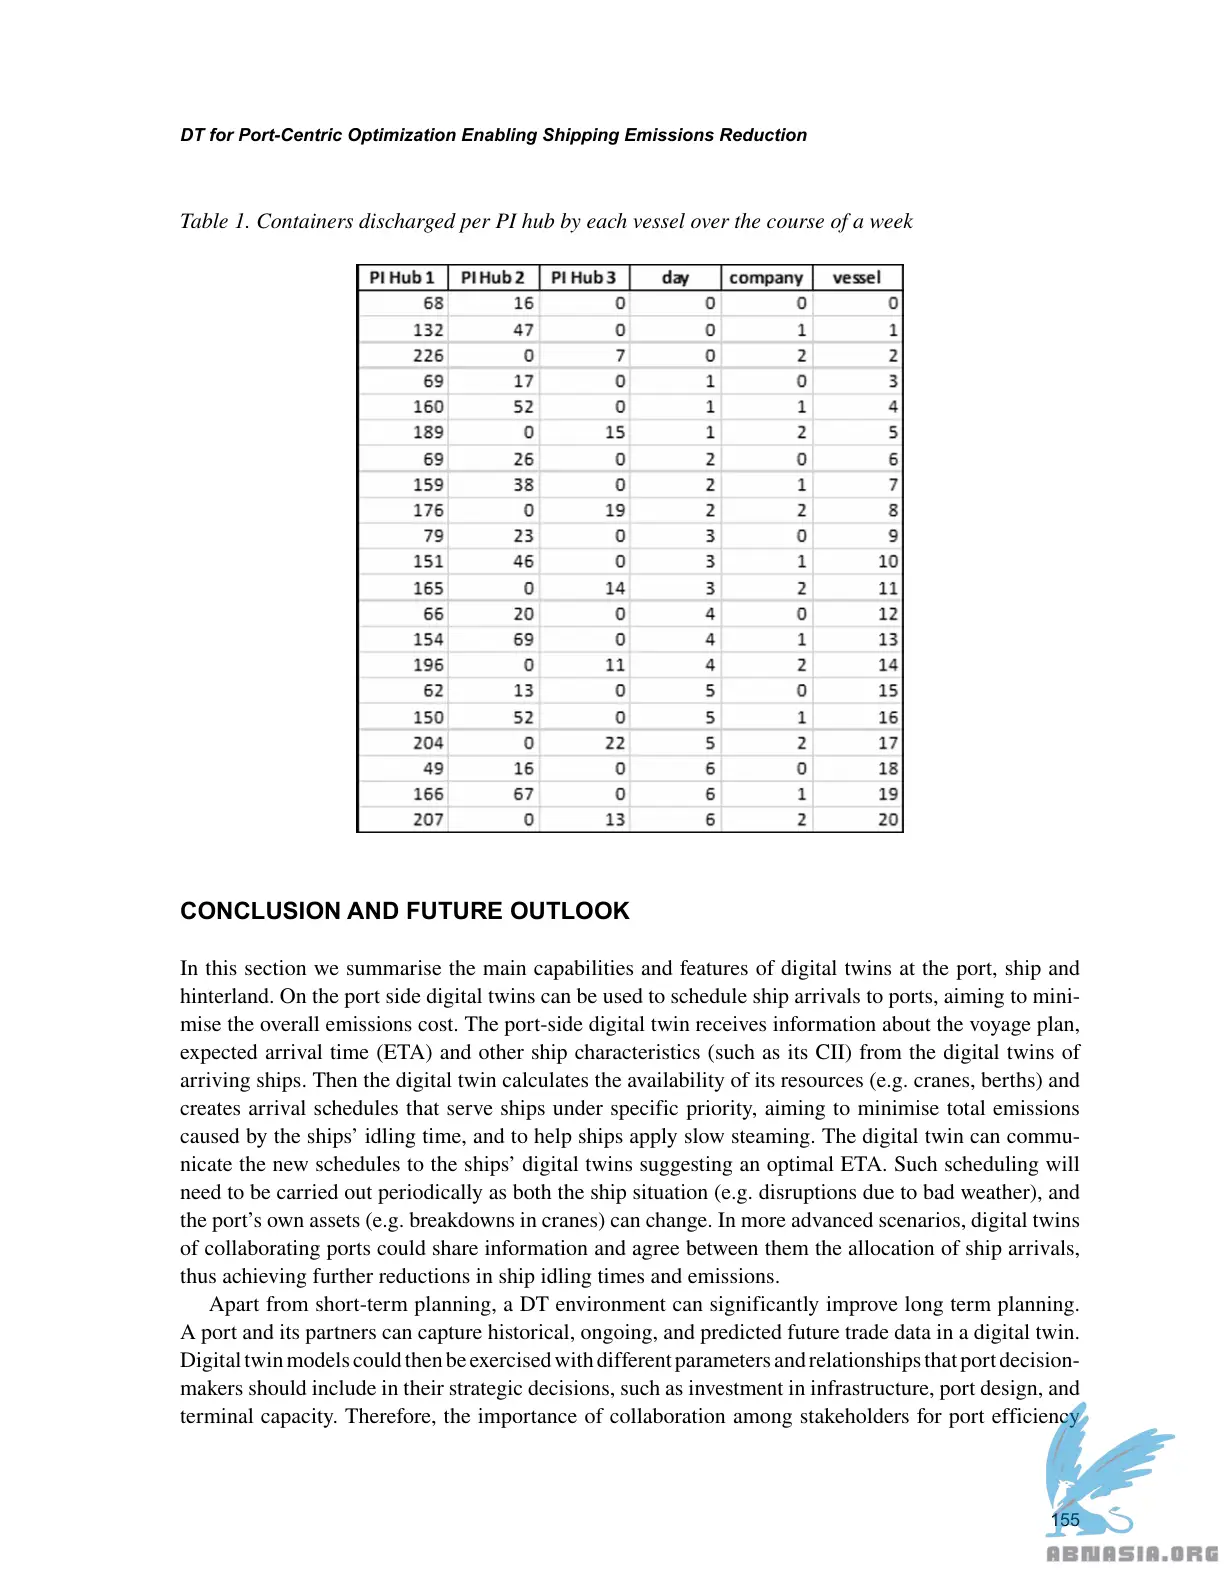 DT for Port-Centric Optimization Enabling Shipping Emissions Reduction
Table 1. Containers discharged per PI hub by each vessel over the course of a week
PI Hub 1 PI Hub 2 PI Hub 3 day company vessel
68 16 0 0 0 0
132 47 0 0 1 1
226 0 7 0 2 2
69 17 0 1 0 3
160 52 0 1 1 4
189 0 15 1 2 5
69 26 0 2 0 6
159 38 0 2 1 7
176 0 19 2 2 8
79 23 0 3 0 9
151 46 0 3 1 10
165 0 14 3 2 11
66 20 0 4 0 12
154 69 0 4 1 13
196 0 11 4 2 14
62 13 0 5 0 15
150 52 0 5 1 16
204 0 22 5 2 17
49 16 0 6 0 18
166 67 0 6 1 19
207 0 13 6 2 20
CONCLUSION AND FUTURE OUTLOOK
In this section we summarise the main capabilities and features of digital twins at the port, ship and
hinterland. On the port side digital twins can be used to schedule ship arrivals to ports, aiming to mini-
mise the overall emissions cost. The port-side digital twin receives information about the voyage plan,
expected arrival time (ETA) and other ship characteristics (such as its CII) from the digital twins of
arriving ships. Then the digital twin calculates the availability of its resources (e.g. cranes, berths) and
creates arrival schedules that serve ships under specific priority, aiming to minimise total emissions
caused by the ships’ idling time, and to help ships apply slow steaming. The digital twin can commu-
nicate the new schedules to the ships’ digital twins suggesting an optimal ETA. Such scheduling will
need to be carried out periodically as both the ship situation (e.g. disruptions due to bad weather), and
the port’s own assets (e.g. breakdowns in cranes) can change. In more advanced scenarios, digital twins
of collaborating ports could share information and agree between them the allocation of ship arrivals,
thus achieving further reductions in ship idling times and emissions.
Apart from short-term planning, a DT environment can significantly improve long term planning.
A port and its partners can capture historical, ongoing, and predicted future trade data in a digital twin.
Digital twin models could then be exercised with different parameters and relationships that port decision-
makers should include in their strategic decisions, such as investment in infrastructure, port design, and
terminal capacity. Therefore, the importance of collaboration among stakeholders for port efficiency
155
ABNASIA.ORG